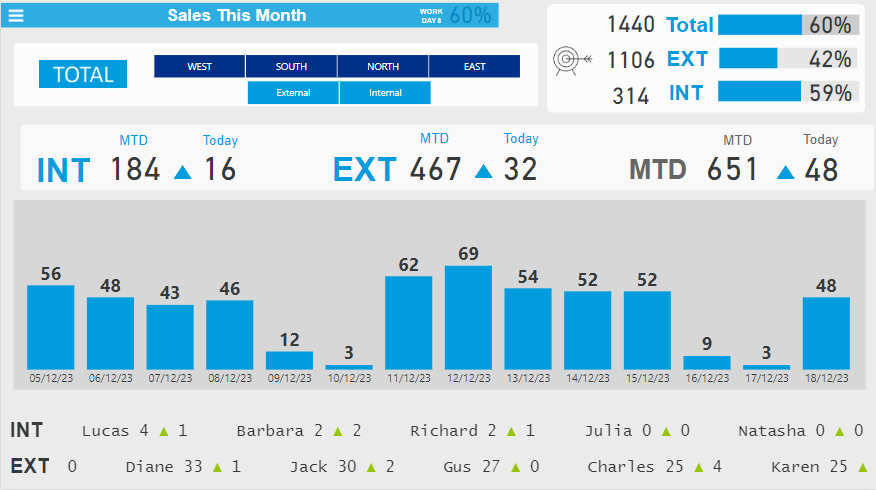 Sales This Month
WORK
DAY 8
60%
1440 Total 60%
1106 EXT 42%
314 INT 59%
TOTAL
WEST SOUTH NORTH EAST
External Internal
MTD Today
INT 184 ▲ 16
MTD Today
EXT 467 ▲ 32
MTD Today
MTD 651 ▲ 48
56 48 43 46 12 3 62 69 54 52 52 9 3 48
05/12/23 06/12/23 07/12/23 08/12/23 09/12/23 10/12/23 11/12/23 12/12/23 13/12/23 14/12/23 15/12/23 16/12/23 17/12/23 18/12/23
INT Lucas 4 ▲ 1 Barbara 2 ▲ 2 Richard 2 ▲ 1 Julia 0 ▲ 0 Natasha 0 ▲ 0
EXT 0 Diane 33 ▲ 1 Jack 30 ▲ 2 Gus 27 ▲ 0 Charles 25 ▲ 4 Karen 25 ▲